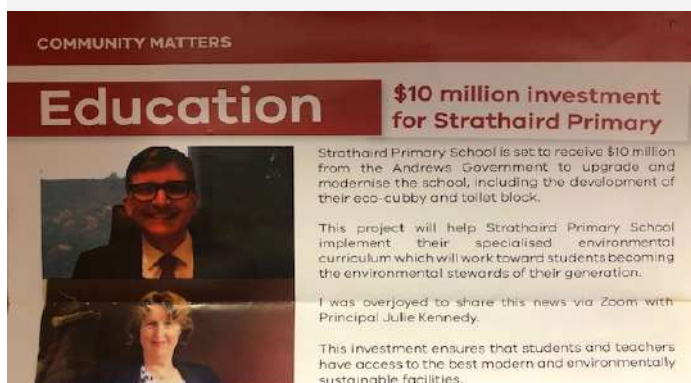 COMMUNITY MATTERS
Education
$10 million investment
for Strathaird Primary
Strathaird Primary School is set to receive $10 million
from the Andrews Government to upgrade and
modernise the school, including the development of
their eco-cubby and toilet block.
This project will help Strathaird Primary School
implement their specialised environmental
curriculum which will work toward students becoming
the environmental stewards of their generation.
I was overjoyed to share this news via Zoom with
Principal Julie Kennedy.
This investment ensures that students and teachers
have access to the best modern and environmentally
sustainable facilities.